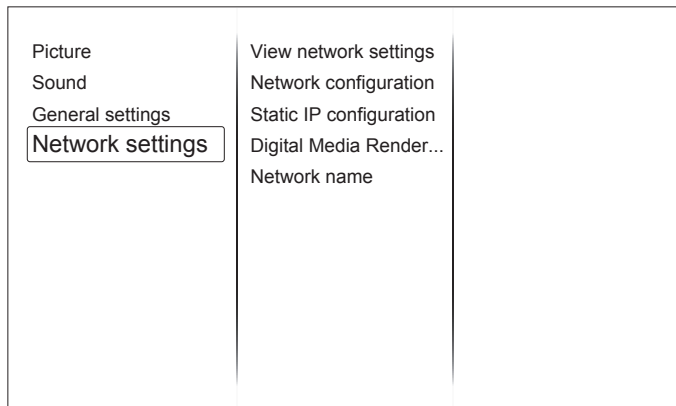 Picture
Sound
General settings
Network settings
View network settings
Network configuration
Static IP configuration
Digital Media Render...
Network name